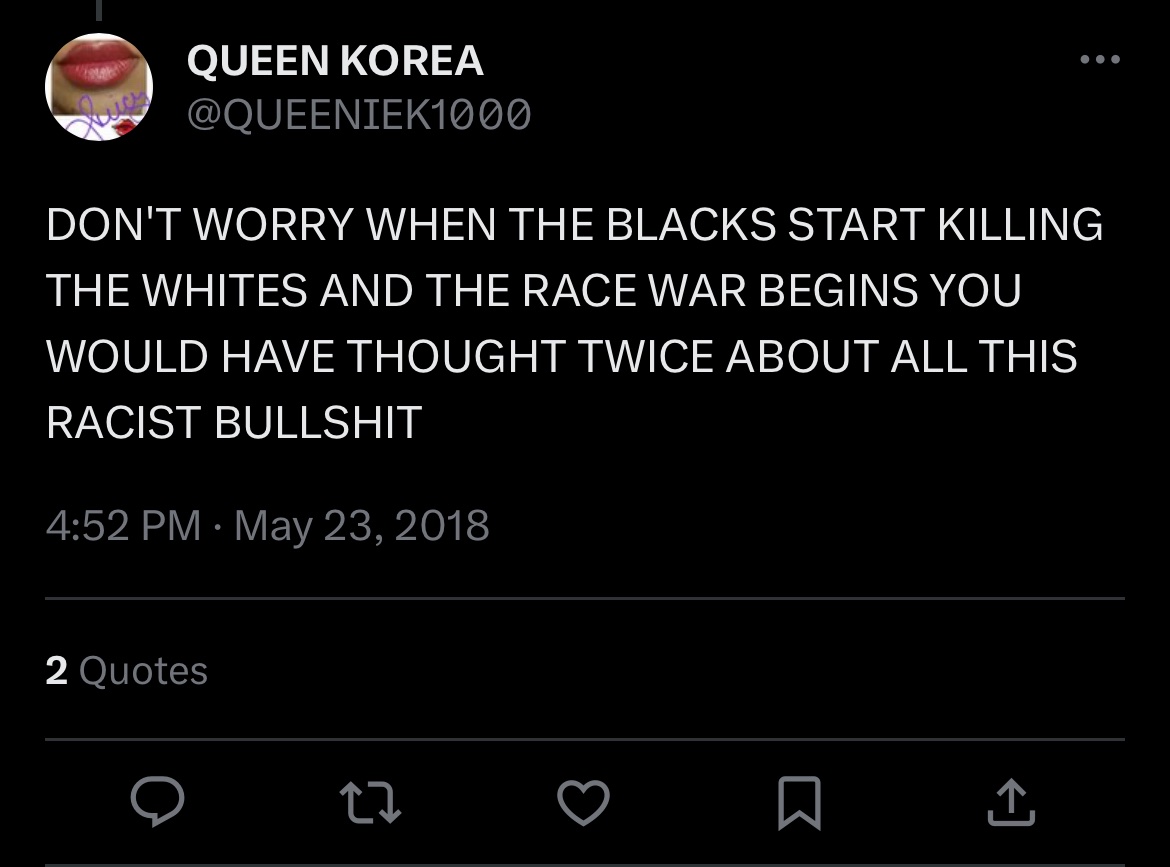 QUEEN KOREA
@QUEENIEK1000
DON'T WORRY WHEN THE BLACKS START KILLING
THE WHITES AND THE RACE WAR BEGINS YOU
WOULD HAVE THOUGHT TWICE ABOUT ALL THIS
RACIST BULLSHIT
4:52 PM · May 23, 2018
2 Quotes